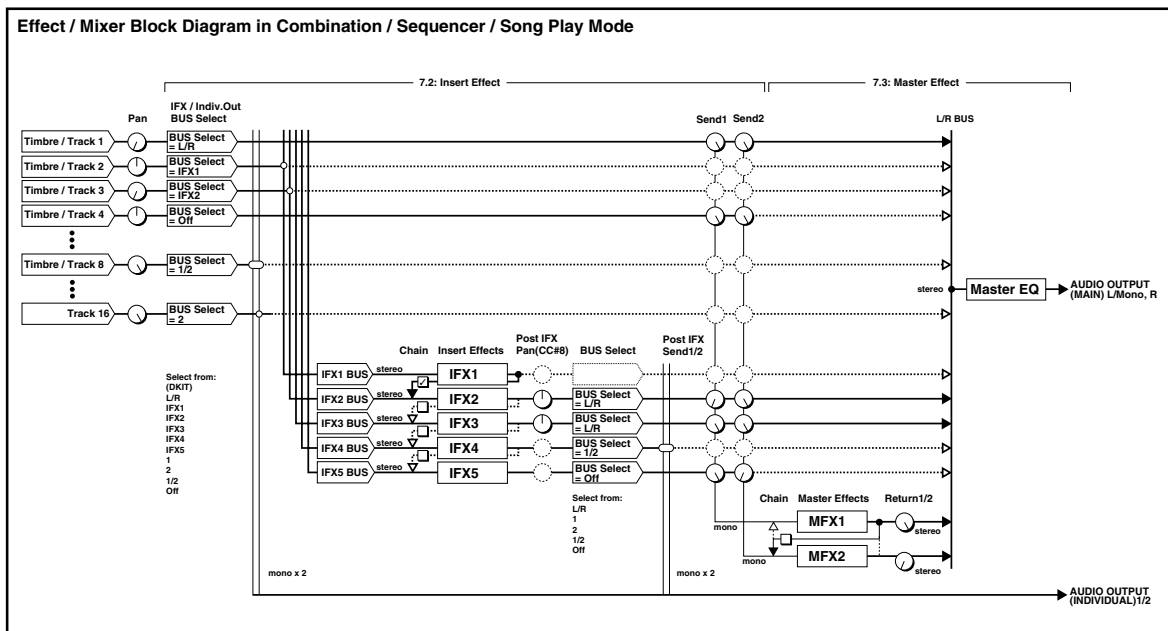 Effect / Mixer Block Diagram in Combination / Sequencer / Song Play Mode
7.2: Insert Effect
7.3: Master Effect
Pan
IFX / Indiv.Out
BUS Select
Send1
Send2
L/R BUS
Timbre / Track 1
BUS Select
= L/R
Timbre / Track 2
BUS Select
= IFX1
Timbre / Track 3
BUS Select
= IFX2
Timbre / Track 4
BUS Select
= Off
Timbre / Track 8
BUS Select
= 1/2
Track 16
BUS Select
= 2
stereo
Master EQ
AUDIO OUTPUT
(MAIN) L/Mono, R
Chain
Insert Effects
Post IFX
Pan(CC#8)
BUS Select
Post IFX
Send1/2
IFX1 BUS
stereo
IFX1
IFX2 BUS
stereo
IFX2
BUS Select
= L/R
IFX3 BUS
stereo
IFX3
BUS Select
= L/R
IFX4 BUS
stereo
IFX4
BUS Select
= 1/2
IFX5 BUS
stereo
IFX5
BUS Select
= Off
Select from:
(DKIT)
L/R
IFX1
IFX2
IFX3
IFX4
IFX5
1
2
1/2
Off
Select from:
L/R
1
2
1/2
Off
Chain
Master Effects
Return1/2
mono
MFX1
stereo
mono
MFX2
stereo
mono x 2
mono x 2
AUDIO OUTPUT
(INDIVIDUAL)1/2